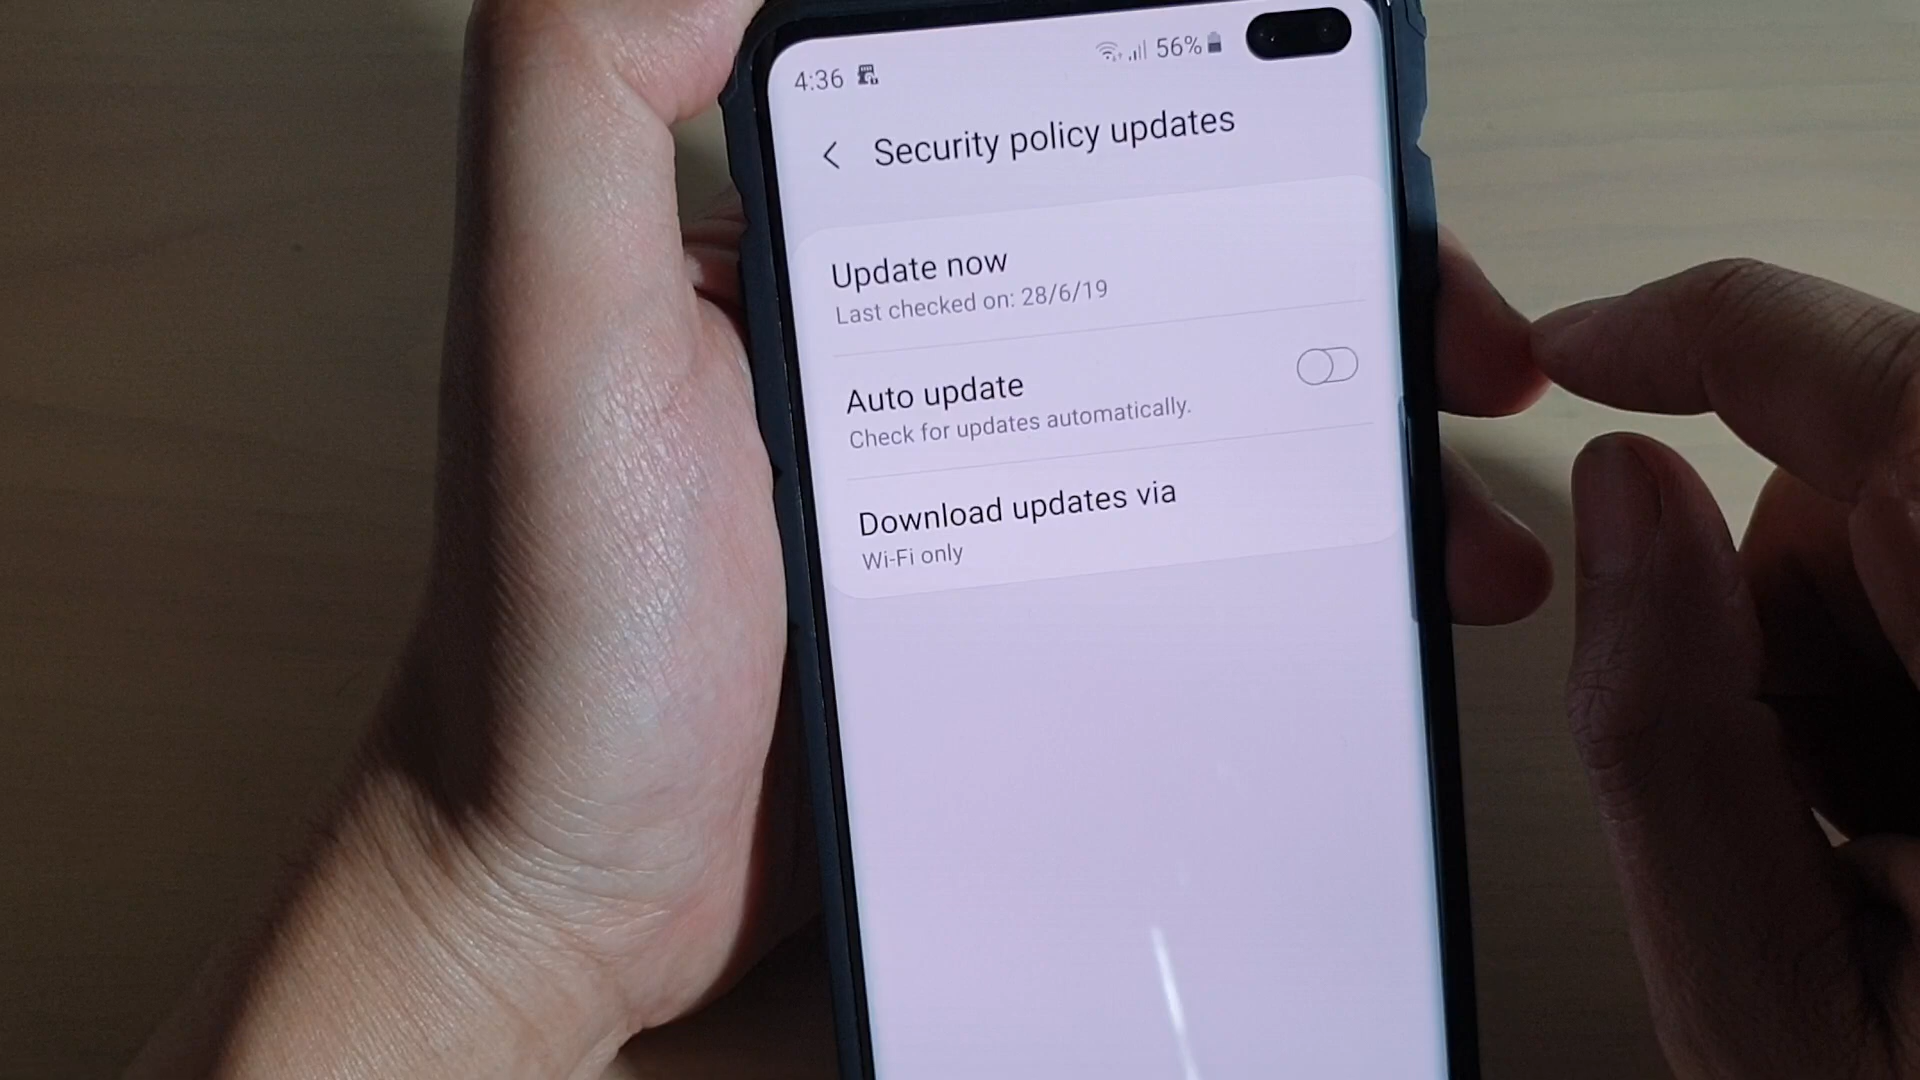 4:36
56%
Security policy updates
Update now
Last checked on: 28/6/19
Auto update
Check for updates automatically.
Download updates via
Wi-Fi only